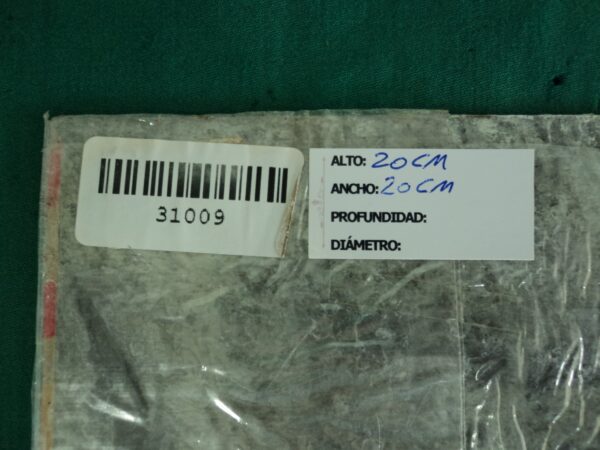 31009
ALTO: 20 CM
ANCHO: 20 CM
PROFUNDIDAD:
DIÁMETRO: